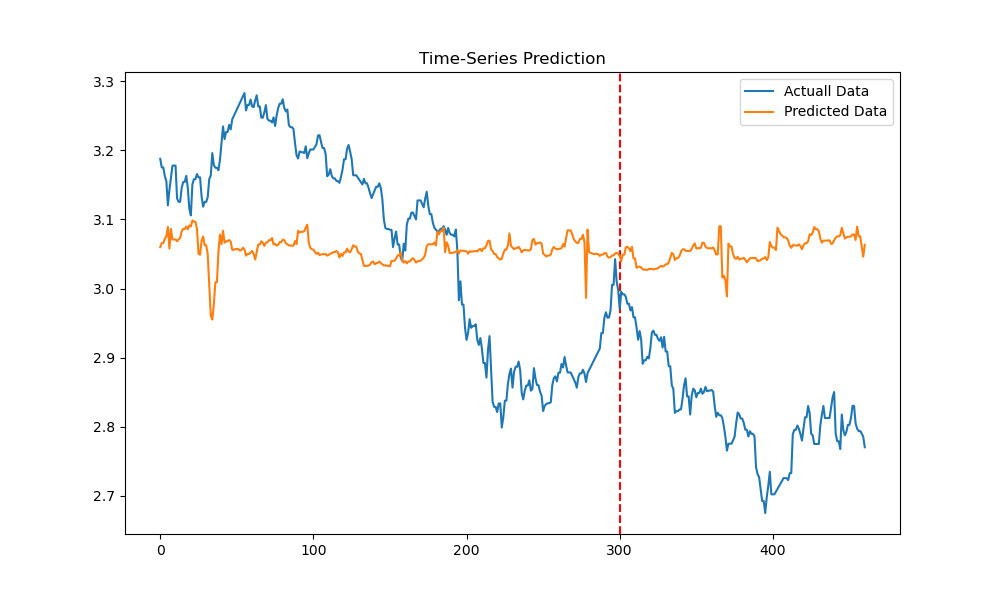 Time-Series Prediction
Actuall Data
Predicted Data
3.3
3.2
3.1
3.0
2.9
2.8
2.7
0 100 200 300 400